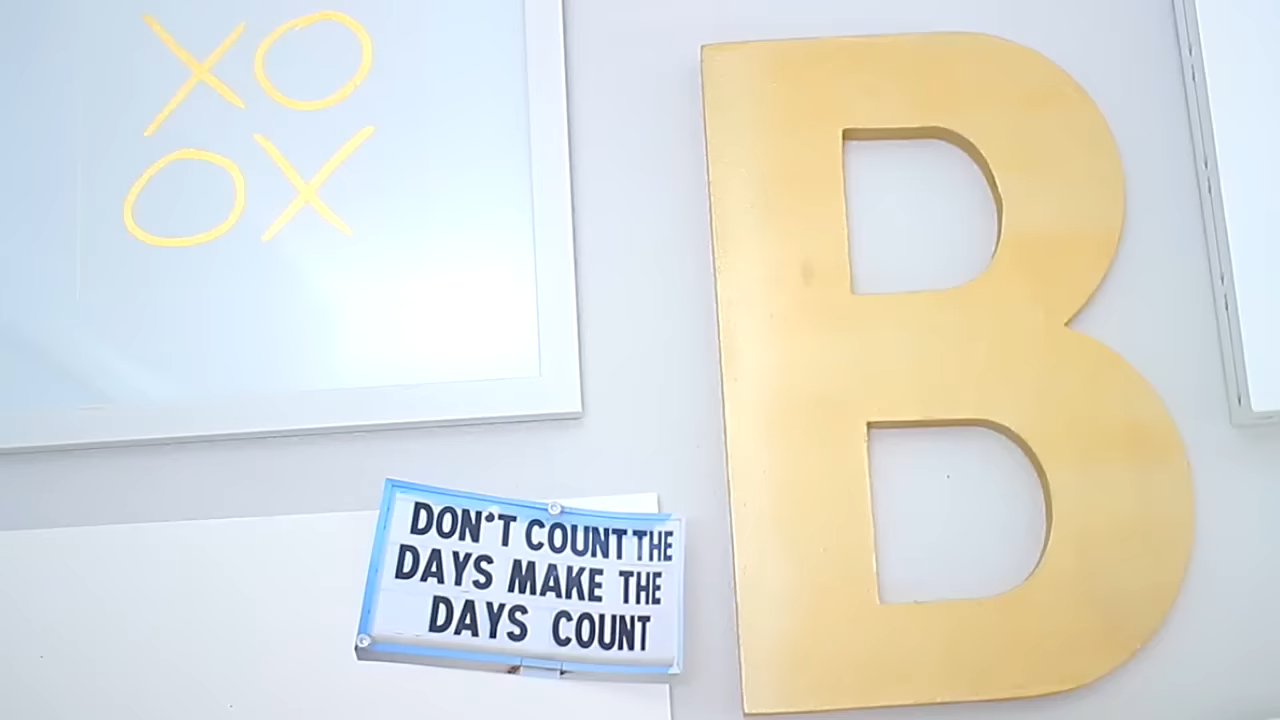 XO
OX
B
DON'T COUNT THE
DAYS MAKE THE
DAYS COUNT